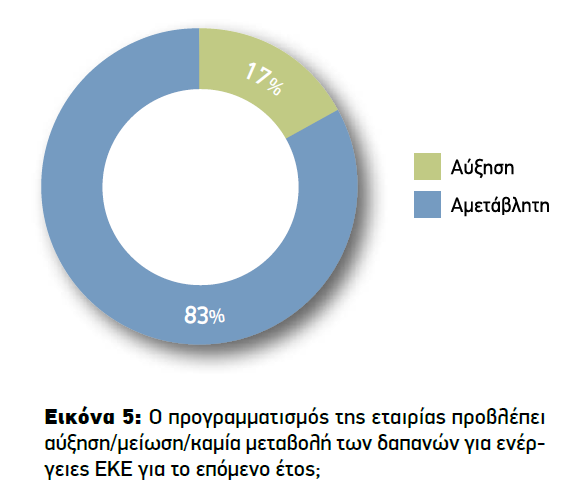 17%
Αύξηση
Αμετάβλητη
83%
Εικόνα 5: Ο προγραμματισμός της εταιρίας προβλέπει
αύξηση/μείωση/καμία μεταβολή των δαπανών για ενέρ-
γειες ΕΚΕ για το επόμενο έτος;